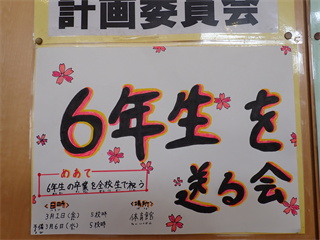 計画委員会
6年生を
送る会
めあて
6年生の卒業を全校生で祝う
<日時> <場所>
3月2日(金) 5校時 体育館
予備3月6日(火) 5校時